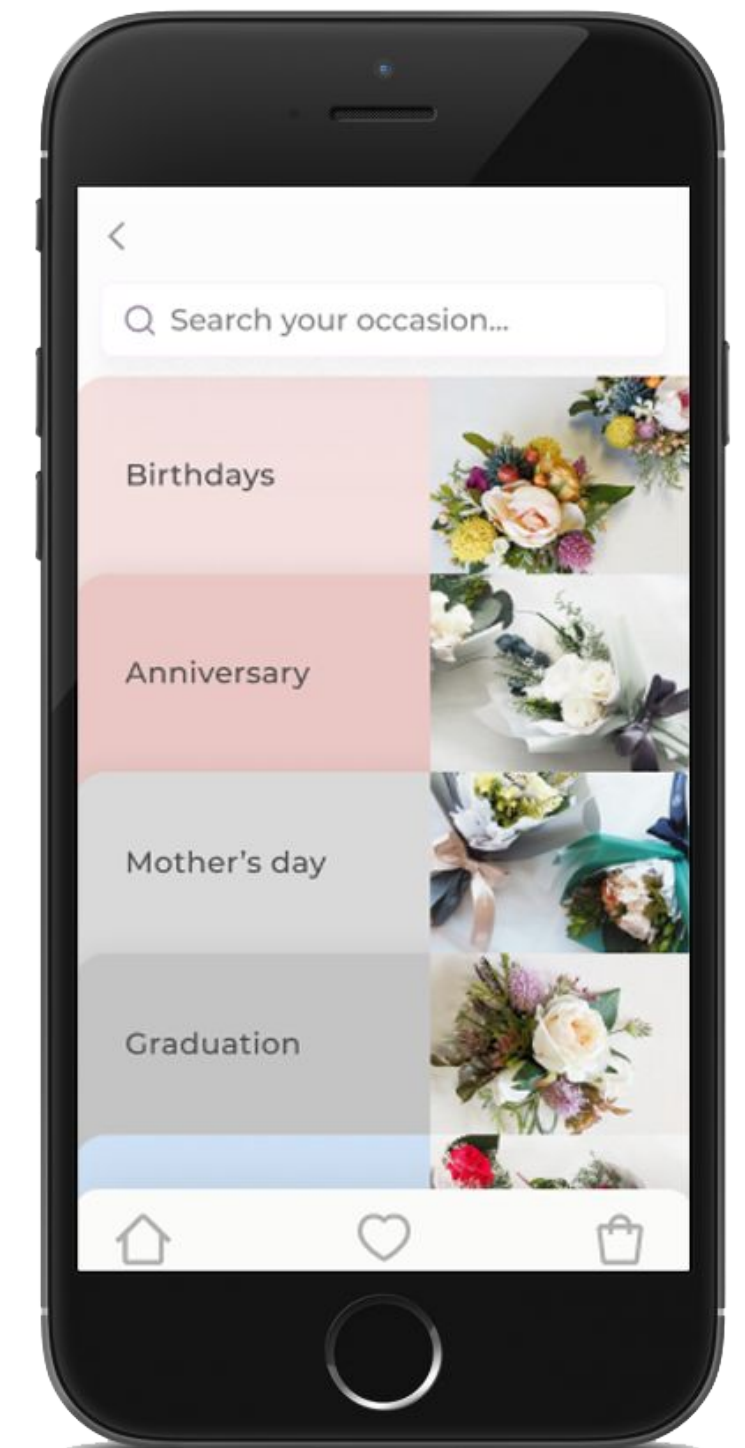 Search your occasion...
Birthdays
Anniversary
Mother’s day
Graduation